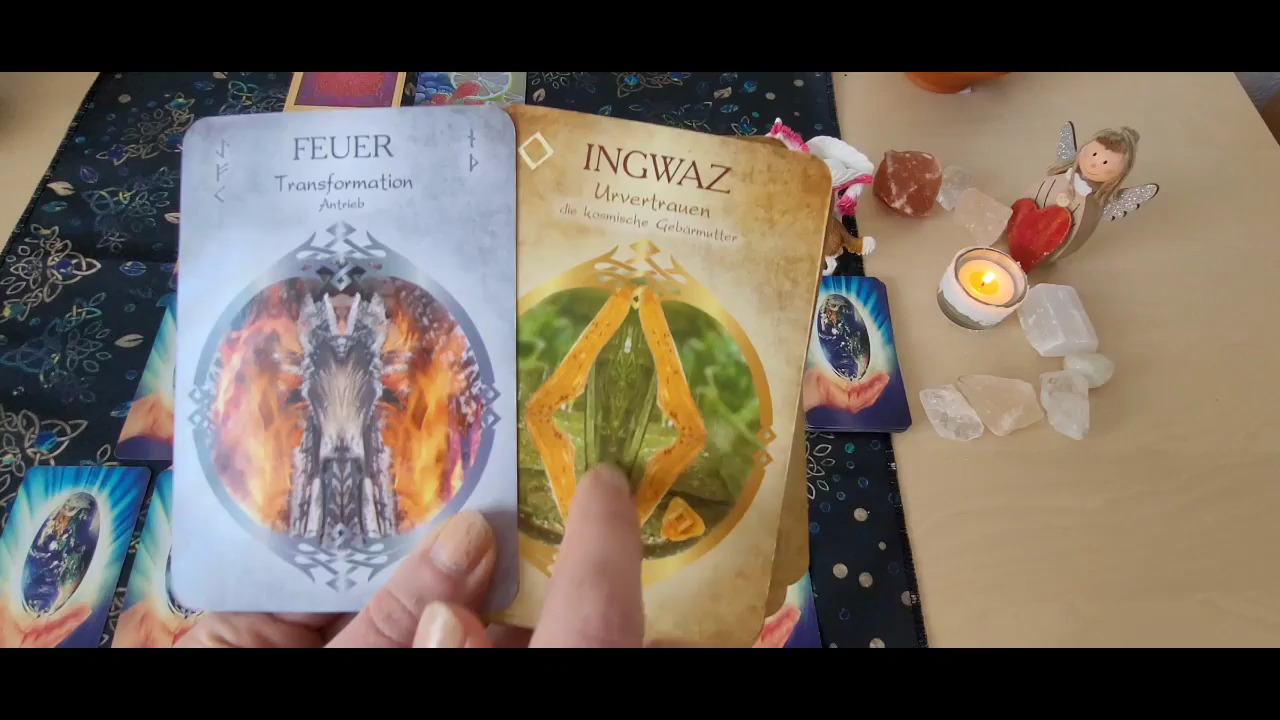 FEUER
Transformation
Antrieb
INGWAZ
Urvertrauen
die kosmische Gebärmutter